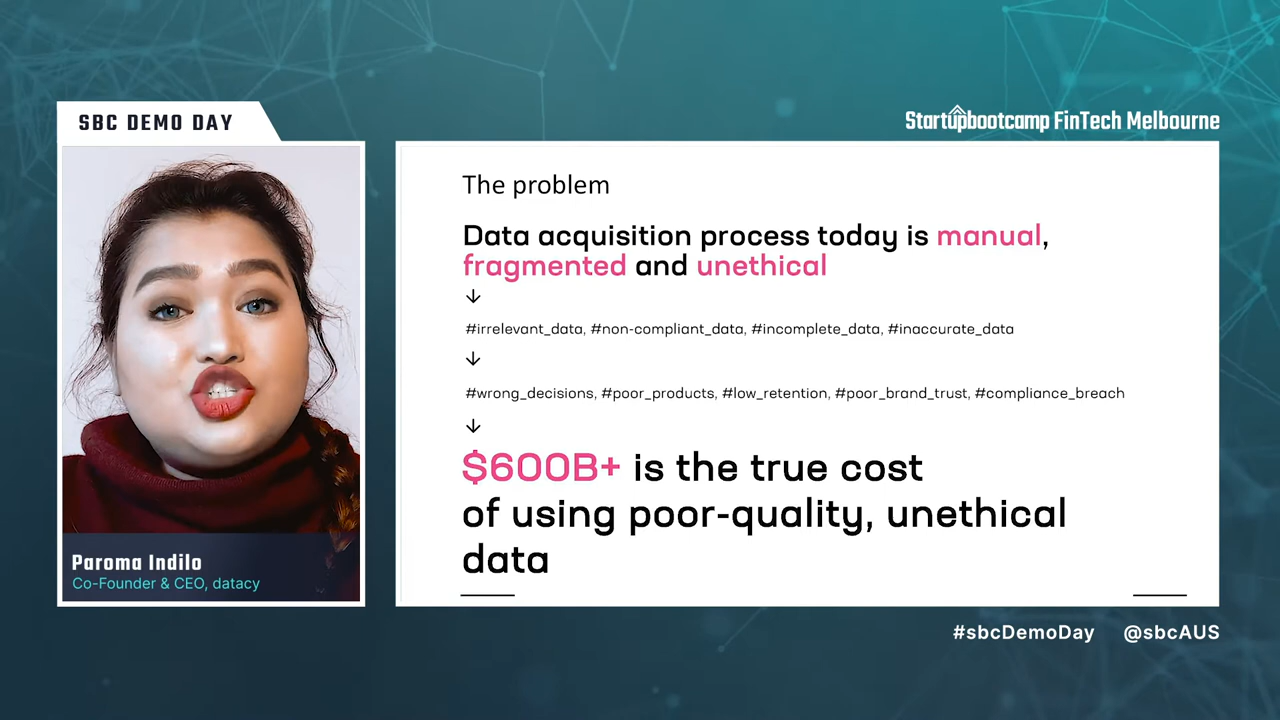 SBC DEMO DAY
Startupbootcamp FinTech Melbourne
The problem
Data acquisition process today is manual,
fragmented and unethical
↓
#irrelevant_data, #non-compliant_data, #incomplete_data, #inaccurate_data
↓
#wrong_decisions, #poor_products, #low_retention, #poor_brand_trust, #compliance_breach
↓
$600B+ is the true cost
of using poor-quality, unethical
data
Paroma Indilo
Co-Founder & CEO, datacy
#sbcDemoDay @sbcAUS